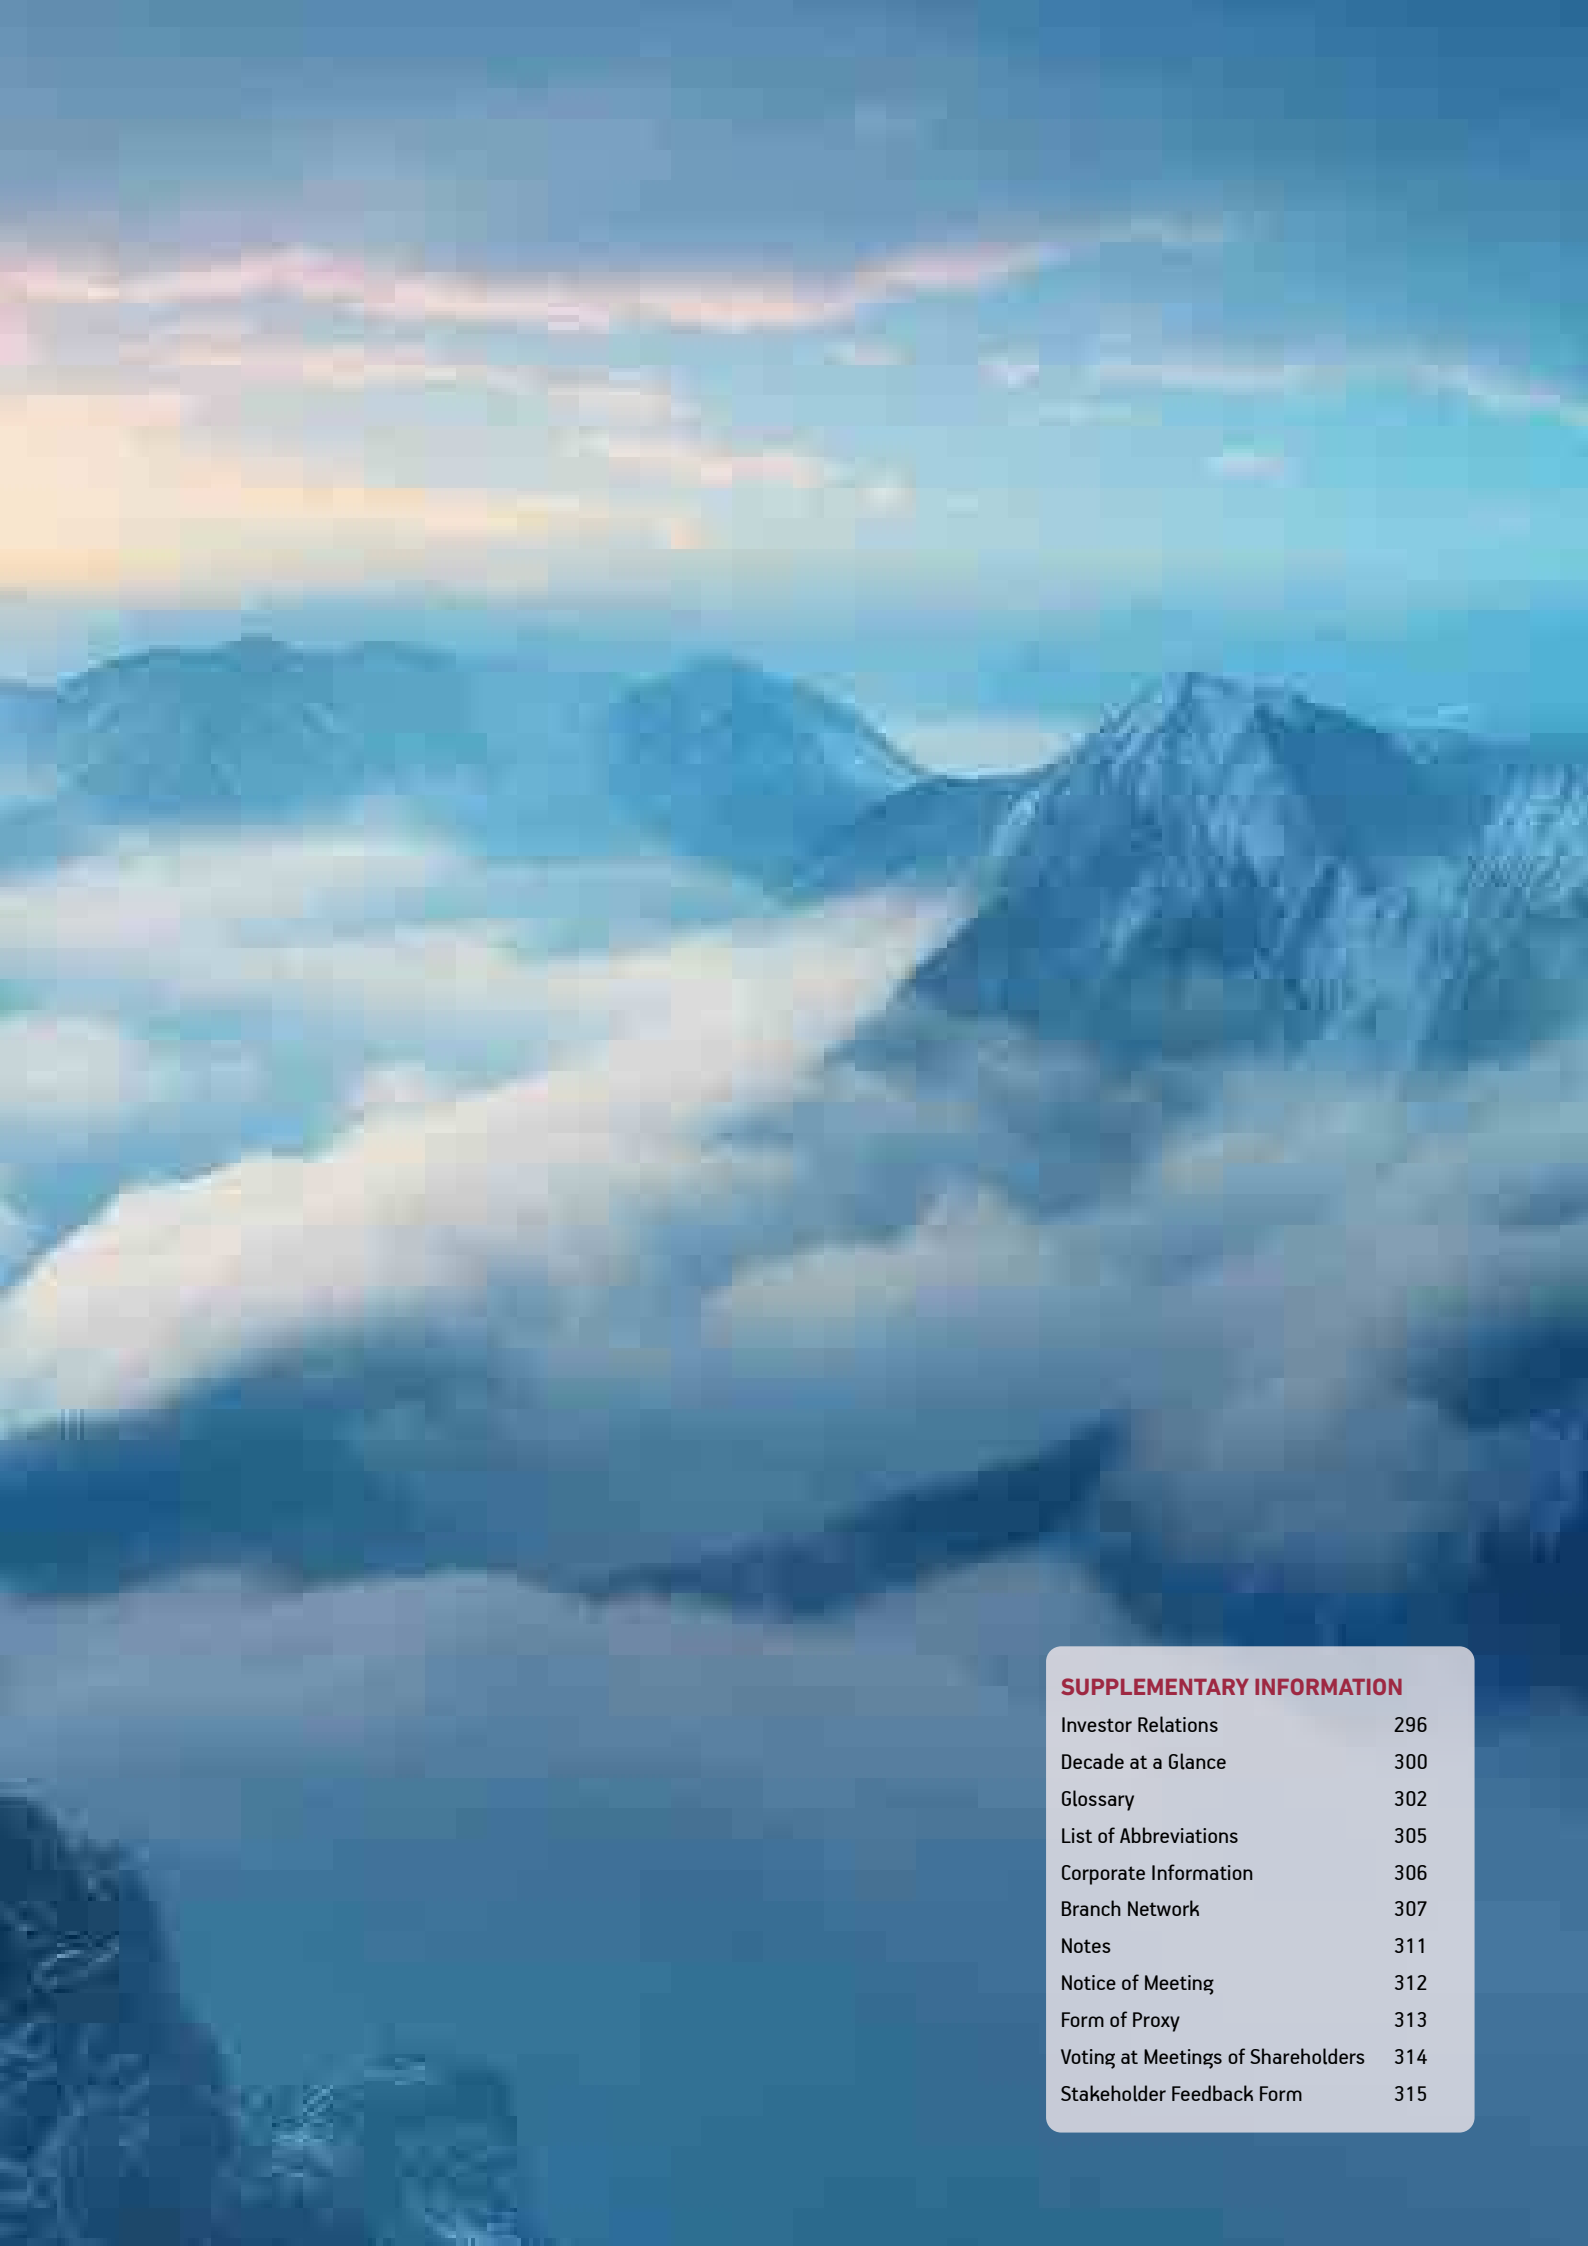 SUPPLEMENTARY INFORMATION
Investor Relations 296
Decade at a Glance 300
Glossary 302
List of Abbreviations 305
Corporate Information 306
Branch Network 307
Notes 311
Notice of Meeting 312
Form of Proxy 313
Voting at Meetings of Shareholders 314
Stakeholder Feedback Form 315